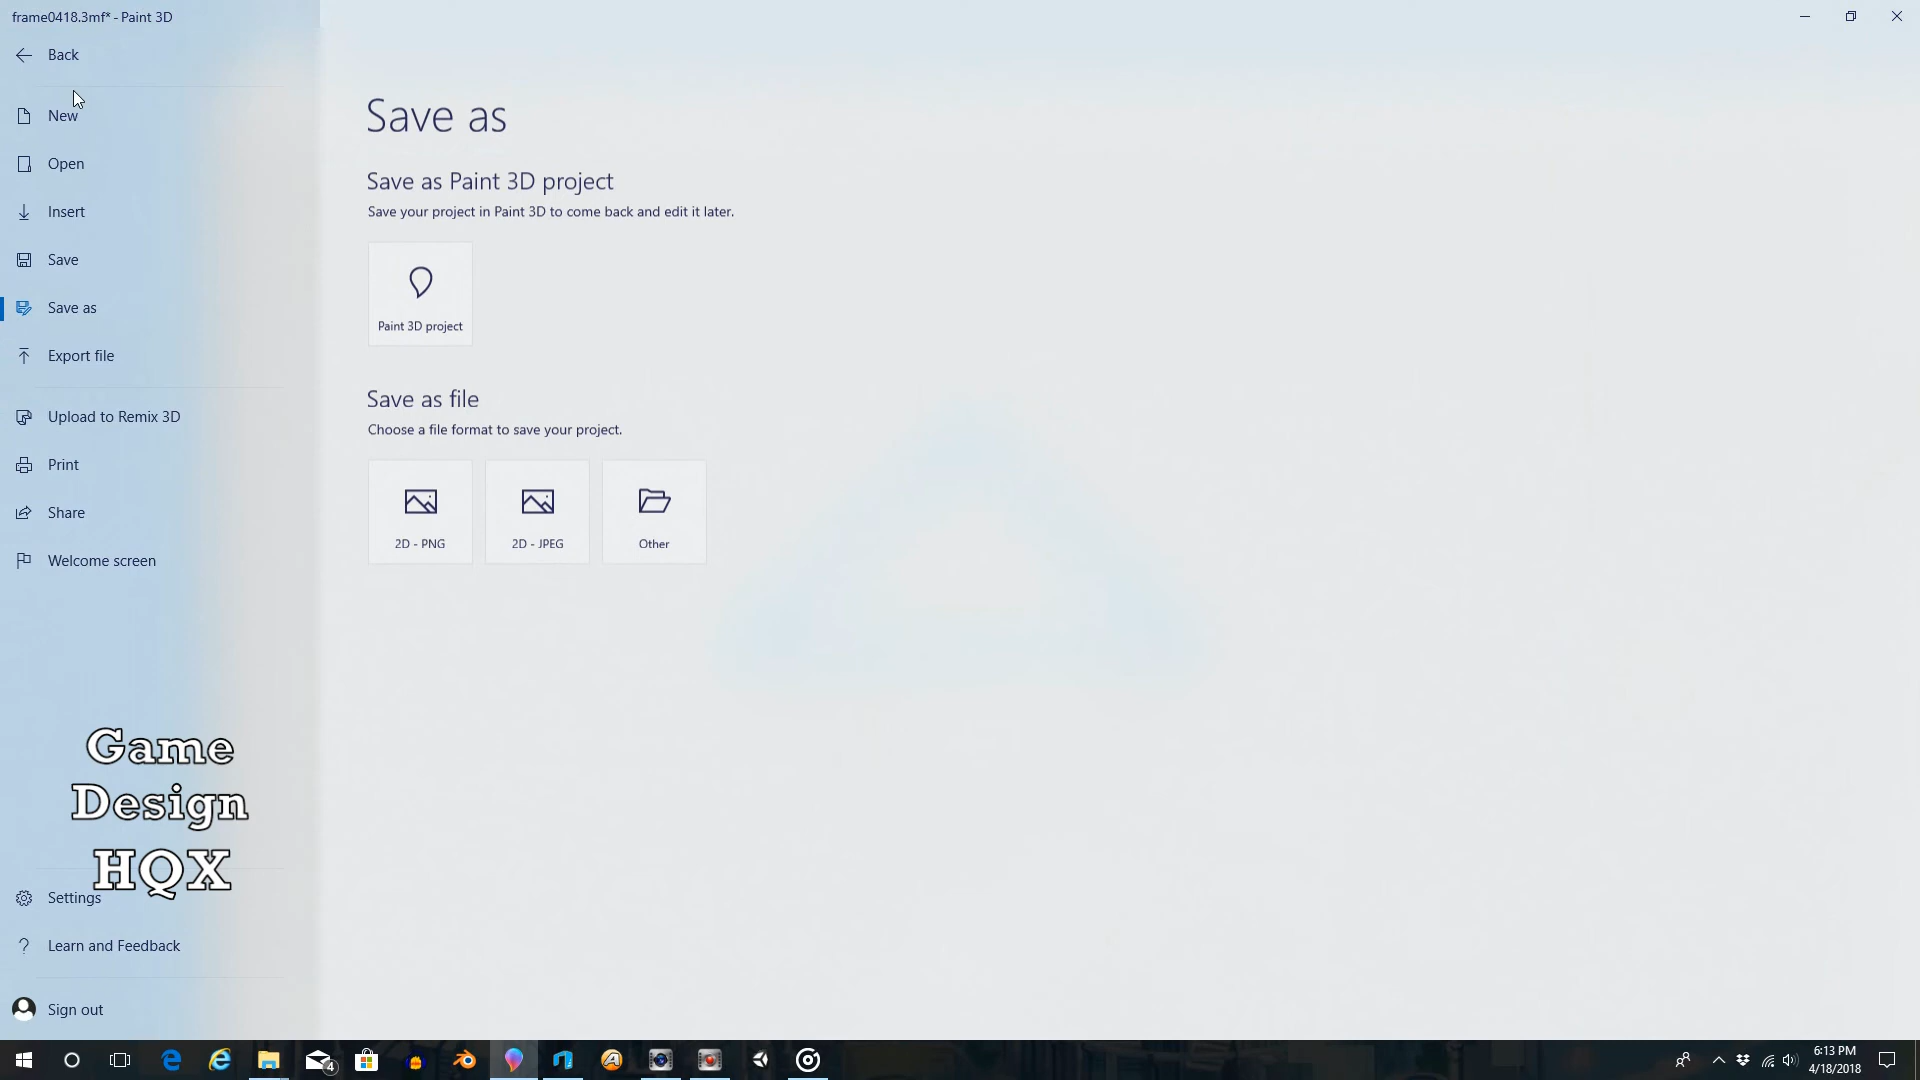 frame0418.3mf* - Paint 3D
Back
New
Open
Insert
Save
Save as
Export file
Upload to Remix 3D
Print
Share
Welcome screen
Game
Design
HQX
Settings
Learn and Feedback
Sign out
Save as
Save as Paint 3D project
Save your project in Paint 3D to come back and edit it later.
Paint 3D project
Save as file
Choose a file format to save your project.
2D - PNG
2D - JPEG
Other
4
6:13 PM
4/18/2018